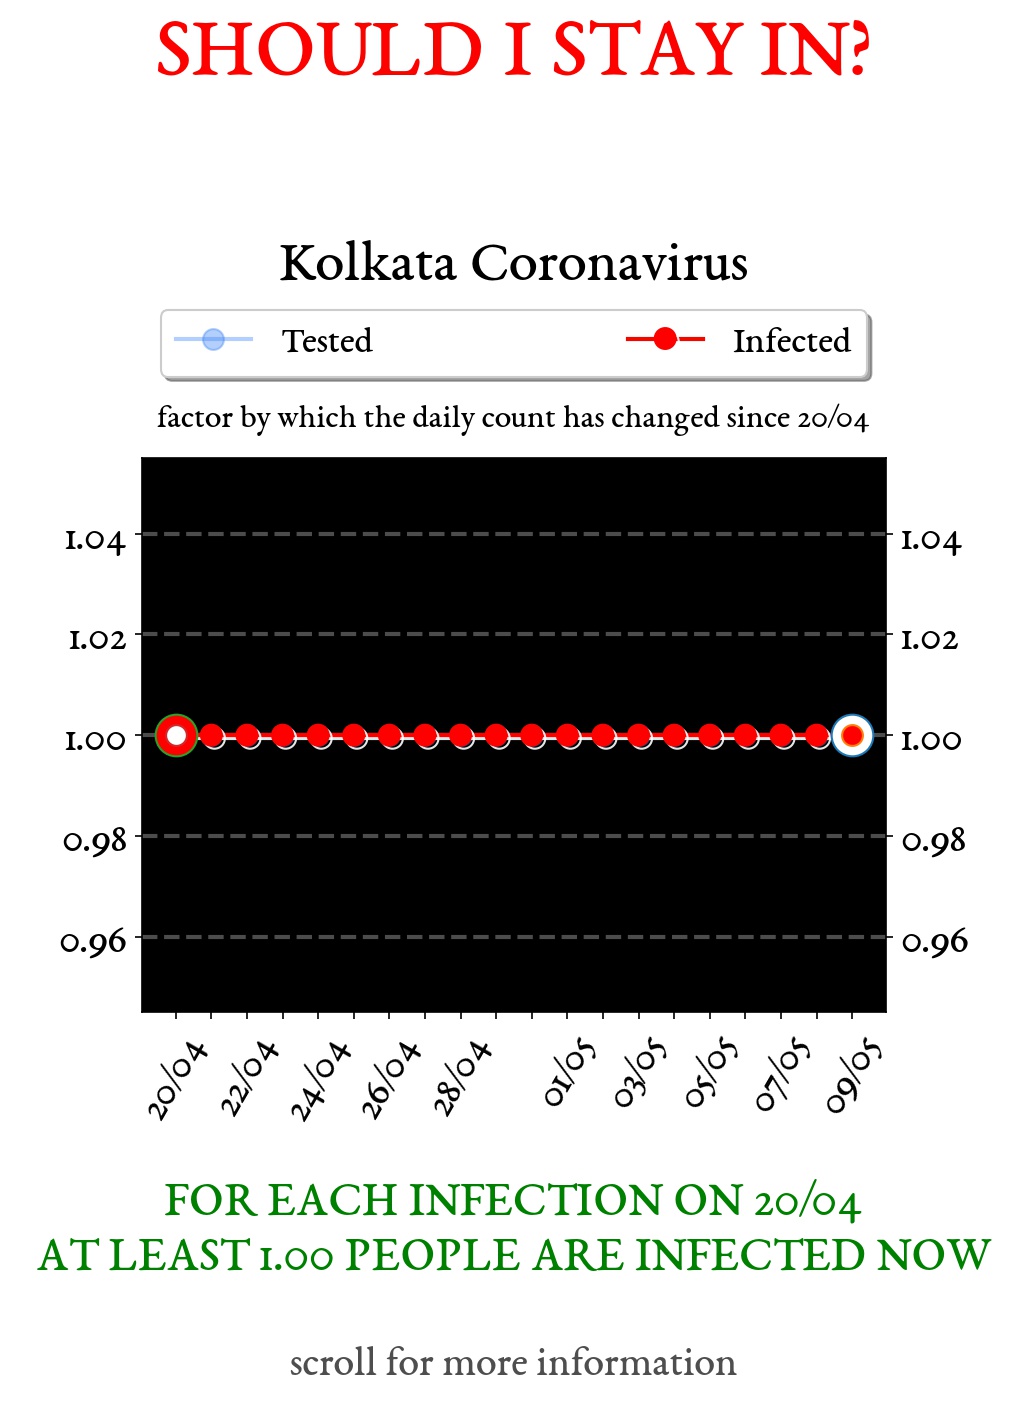 SHOULD I STAY IN?
Kolkata Coronavirus
Tested Infected
factor by which the daily count has changed since 20/04
1.04 1.04
1.02 1.02
1.00 1.00
0.98 0.98
0.96 0.96
20/04 22/04 24/04 26/04 28/04 01/05 03/05 05/05 07/05 09/05
FOR EACH INFECTION ON 20/04
AT LEAST 1.00 PEOPLE ARE INFECTED NOW
scroll for more information